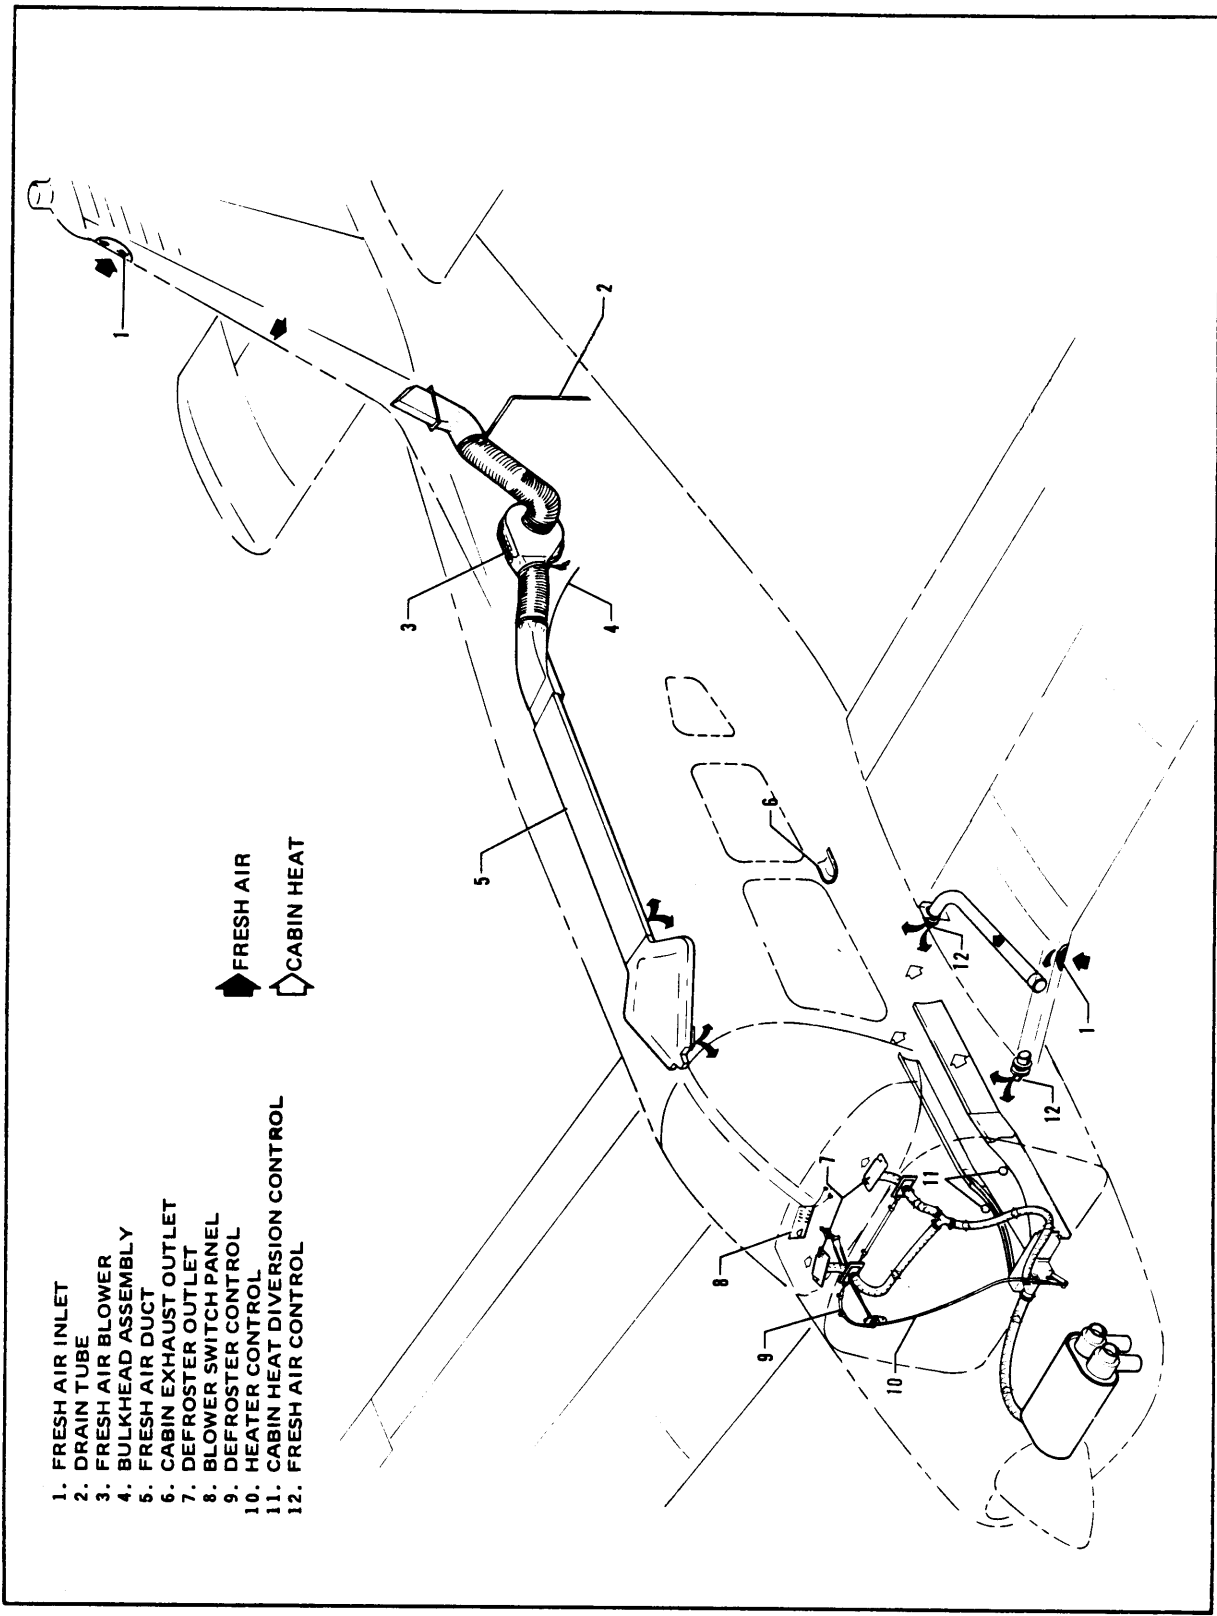 1. FRESH AIR INLET
2. DRAIN TUBE
3. FRESH AIR BLOWER
4. BULKHEAD ASSEMBLY
5. FRESH AIR DUCT
6. CABIN EXHAUST OUTLET
7. DEFROSTER OUTLET
8. BLOWER SWITCH PANEL
9. DEFROSTER CONTROL
10. HEATER CONTROL
11. CABIN HEAT DIVERSION CONTROL
12. FRESH AIR CONTROL
FRESH AIR
CABIN HEAT
1
2
3
4
5
6
12
1
12
7
11
8
9
10